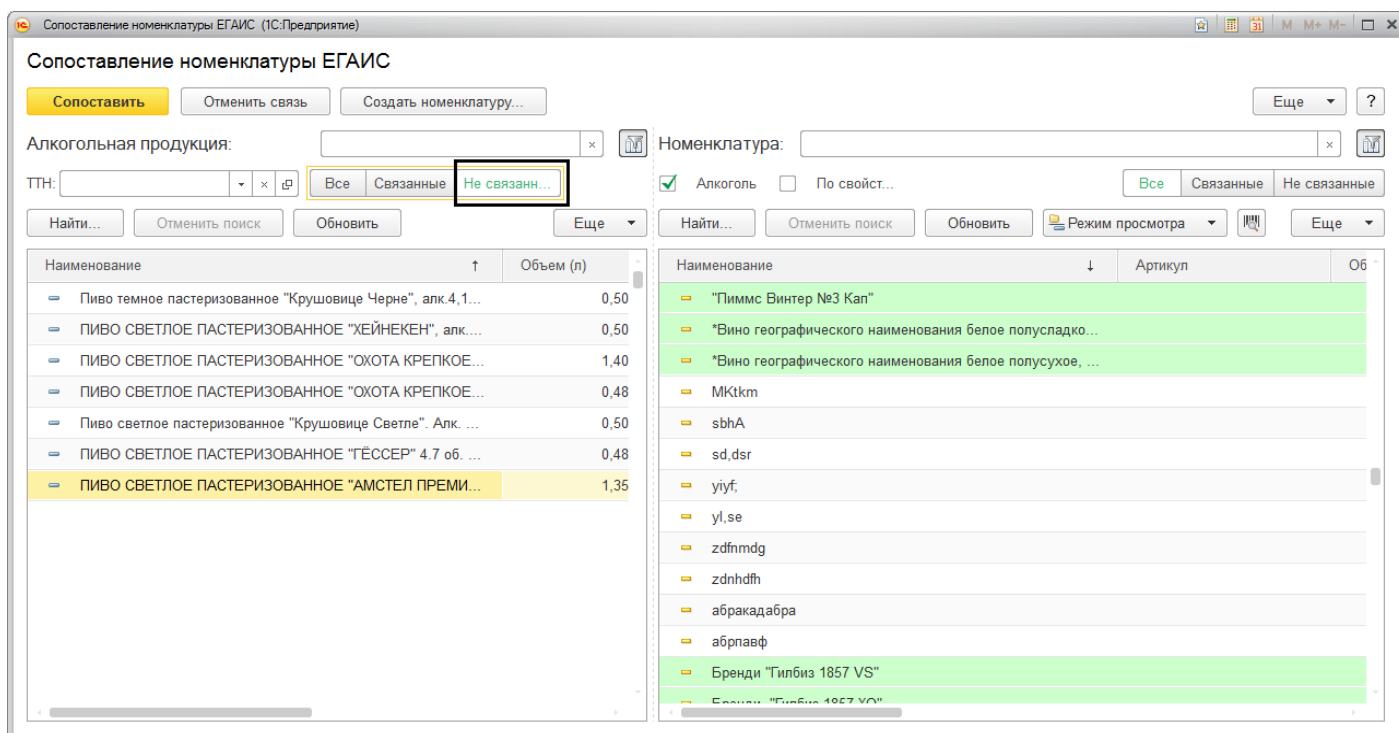 Сопоставление номенклатуры ЕГАИС (1С:Предприятие) 31 M M+ M-
Сопоставление номенклатуры ЕГАИС
Сопоставить Отменить связь Создать номенклатуру... Еще ?
Алкогольная продукция: Номенклатура:
ТТН: Все Связанные Не связанн... Алкоголь По свойст... Все Связанные Не связанные
Найти... Отменить поиск Обновить Еще Найти... Отменить поиск Обновить Режим просмотра Еще
Наименование ↑ Объем (л) Наименование ↓ Артикул Об
Пиво темное пастеризованное "Крушовице Черне", алк.4,1... 0,50 "Пиммс Винтер №3 Кап"
ПИВО СВЕТЛОЕ ПАСТЕРИЗОВАННОЕ "ХЕЙНЕКЕН", алк.... 0,50 *Вино географического наименования белое полусладко...
ПИВО СВЕТЛОЕ ПАСТЕРИЗОВАННОЕ "ОХОТА КРЕПКОЕ... 1,40 *Вино географического наименования белое полусухое, ...
ПИВО СВЕТЛОЕ ПАСТЕРИЗОВАННОЕ "ОХОТА КРЕПКОЕ... 0,48 MKtkm
Пиво светлое пастеризованное "Крушовице Светле". Алк. ... 0,50 sbhA
ПИВО СВЕТЛОЕ ПАСТЕРИЗОВАННОЕ "ГЁССЕР" 4.7 об. ... 0,48 sd,dsr
ПИВО СВЕТЛОЕ ПАСТЕРИЗОВАННОЕ "АМСТЕЛ ПРЕМИ... 1,35 yiyf;
yl,se
zdfnmdg
zdnhdfh
абракадабра
абрпавф
Бренди "Гилбиз 1857 VS"
Бренди "Гилбиз 1857 XO"